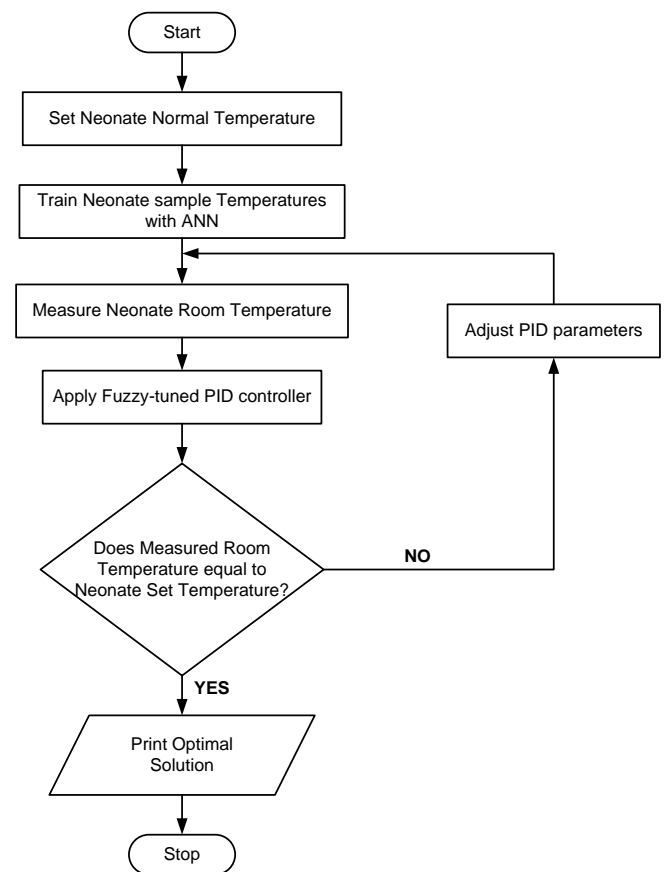 Start
Set Neonate Normal Temperature
Train Neonate sample Temperatures
with ANN
Measure Neonate Room Temperature
Adjust PID parameters
Apply Fuzzy-tuned PID controller
Does Measured Room
Temperature equal to
Neonate Set Temperature?
NO
YES
Print Optimal
Solution
Stop